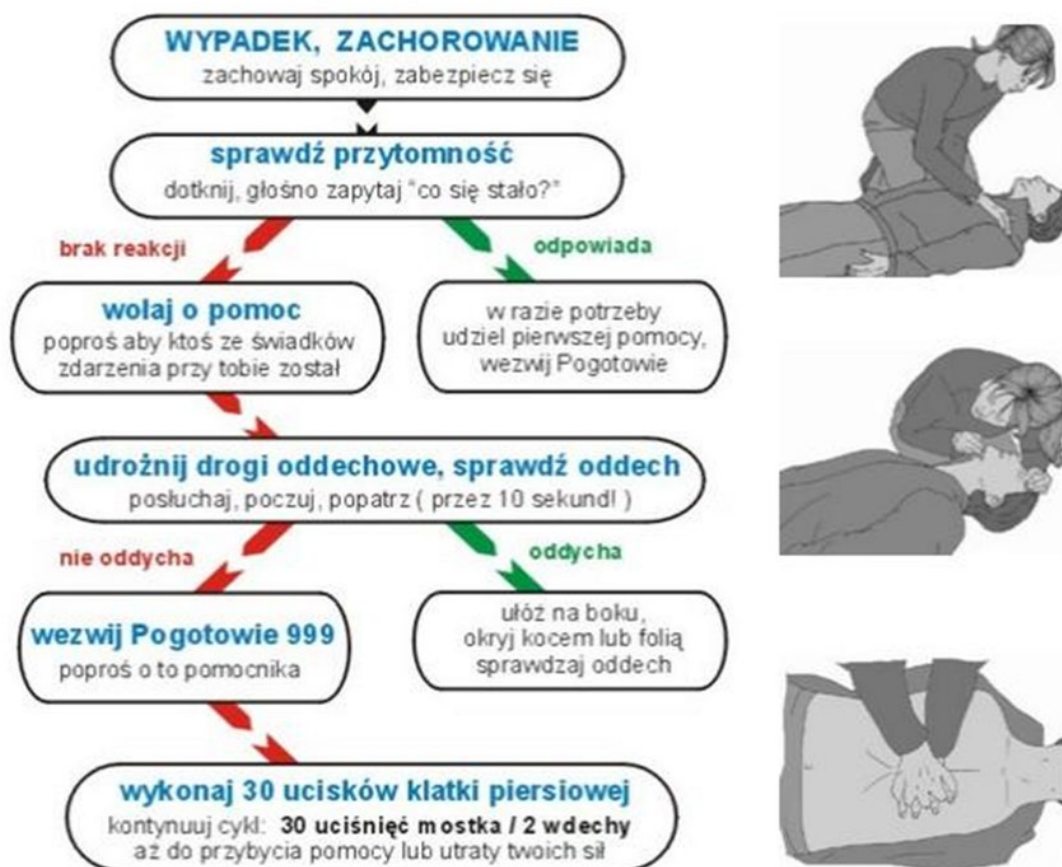 WYPADEK, ZACHOROWANIE
zachowaj spokój, zabezpiecz się
sprawdź przytomność
dotknij, głośno zapytaj "co się stało?"
brak reakcji
odpowiada
wołaj o pomoc
poproś aby ktoś ze świadków
zdarzenia przy tobie został
w razie potrzeby
udziel pierwszej pomocy,
wezwij Pogotowie
udrożnij drogi oddechowe, sprawdź oddech
posłuchaj, poczuj, popatrz ( przez 10 sekund! )
nie oddycha
oddycha
wezwij Pogotowie 999
poproś o to pomocnika
ułóż na boku,
okryj kocem lub folią
sprawdzaj oddech
wykonaj 30 ucisków klatki piersiowej
kontynuuj cykl: 30 uciśnięć mostka / 2 wdechy
aż do przybycia pomocy lub utraty twoich sił